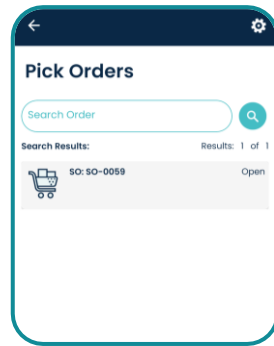 Pick Orders
Search Order
Search Results: Results: 1 of 1
SO: SO-0059 Open